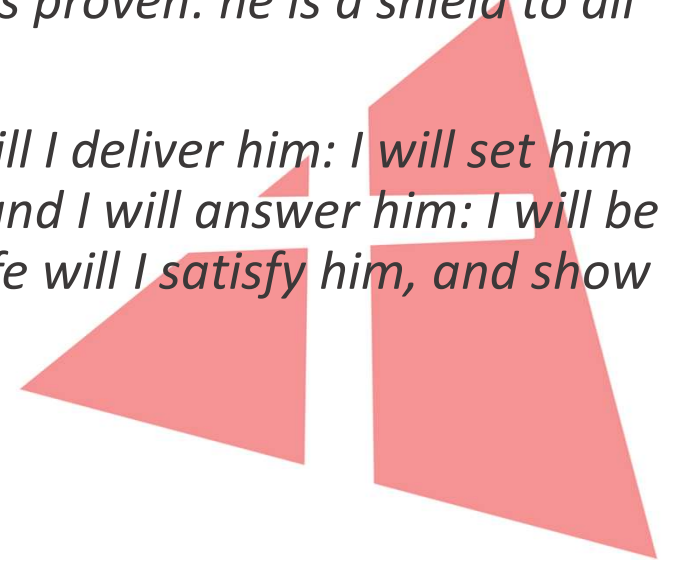 s proven: he is a shield to all
ill I deliver him: I will set him
and I will answer him: I will be
fe will I satisfy him, and show